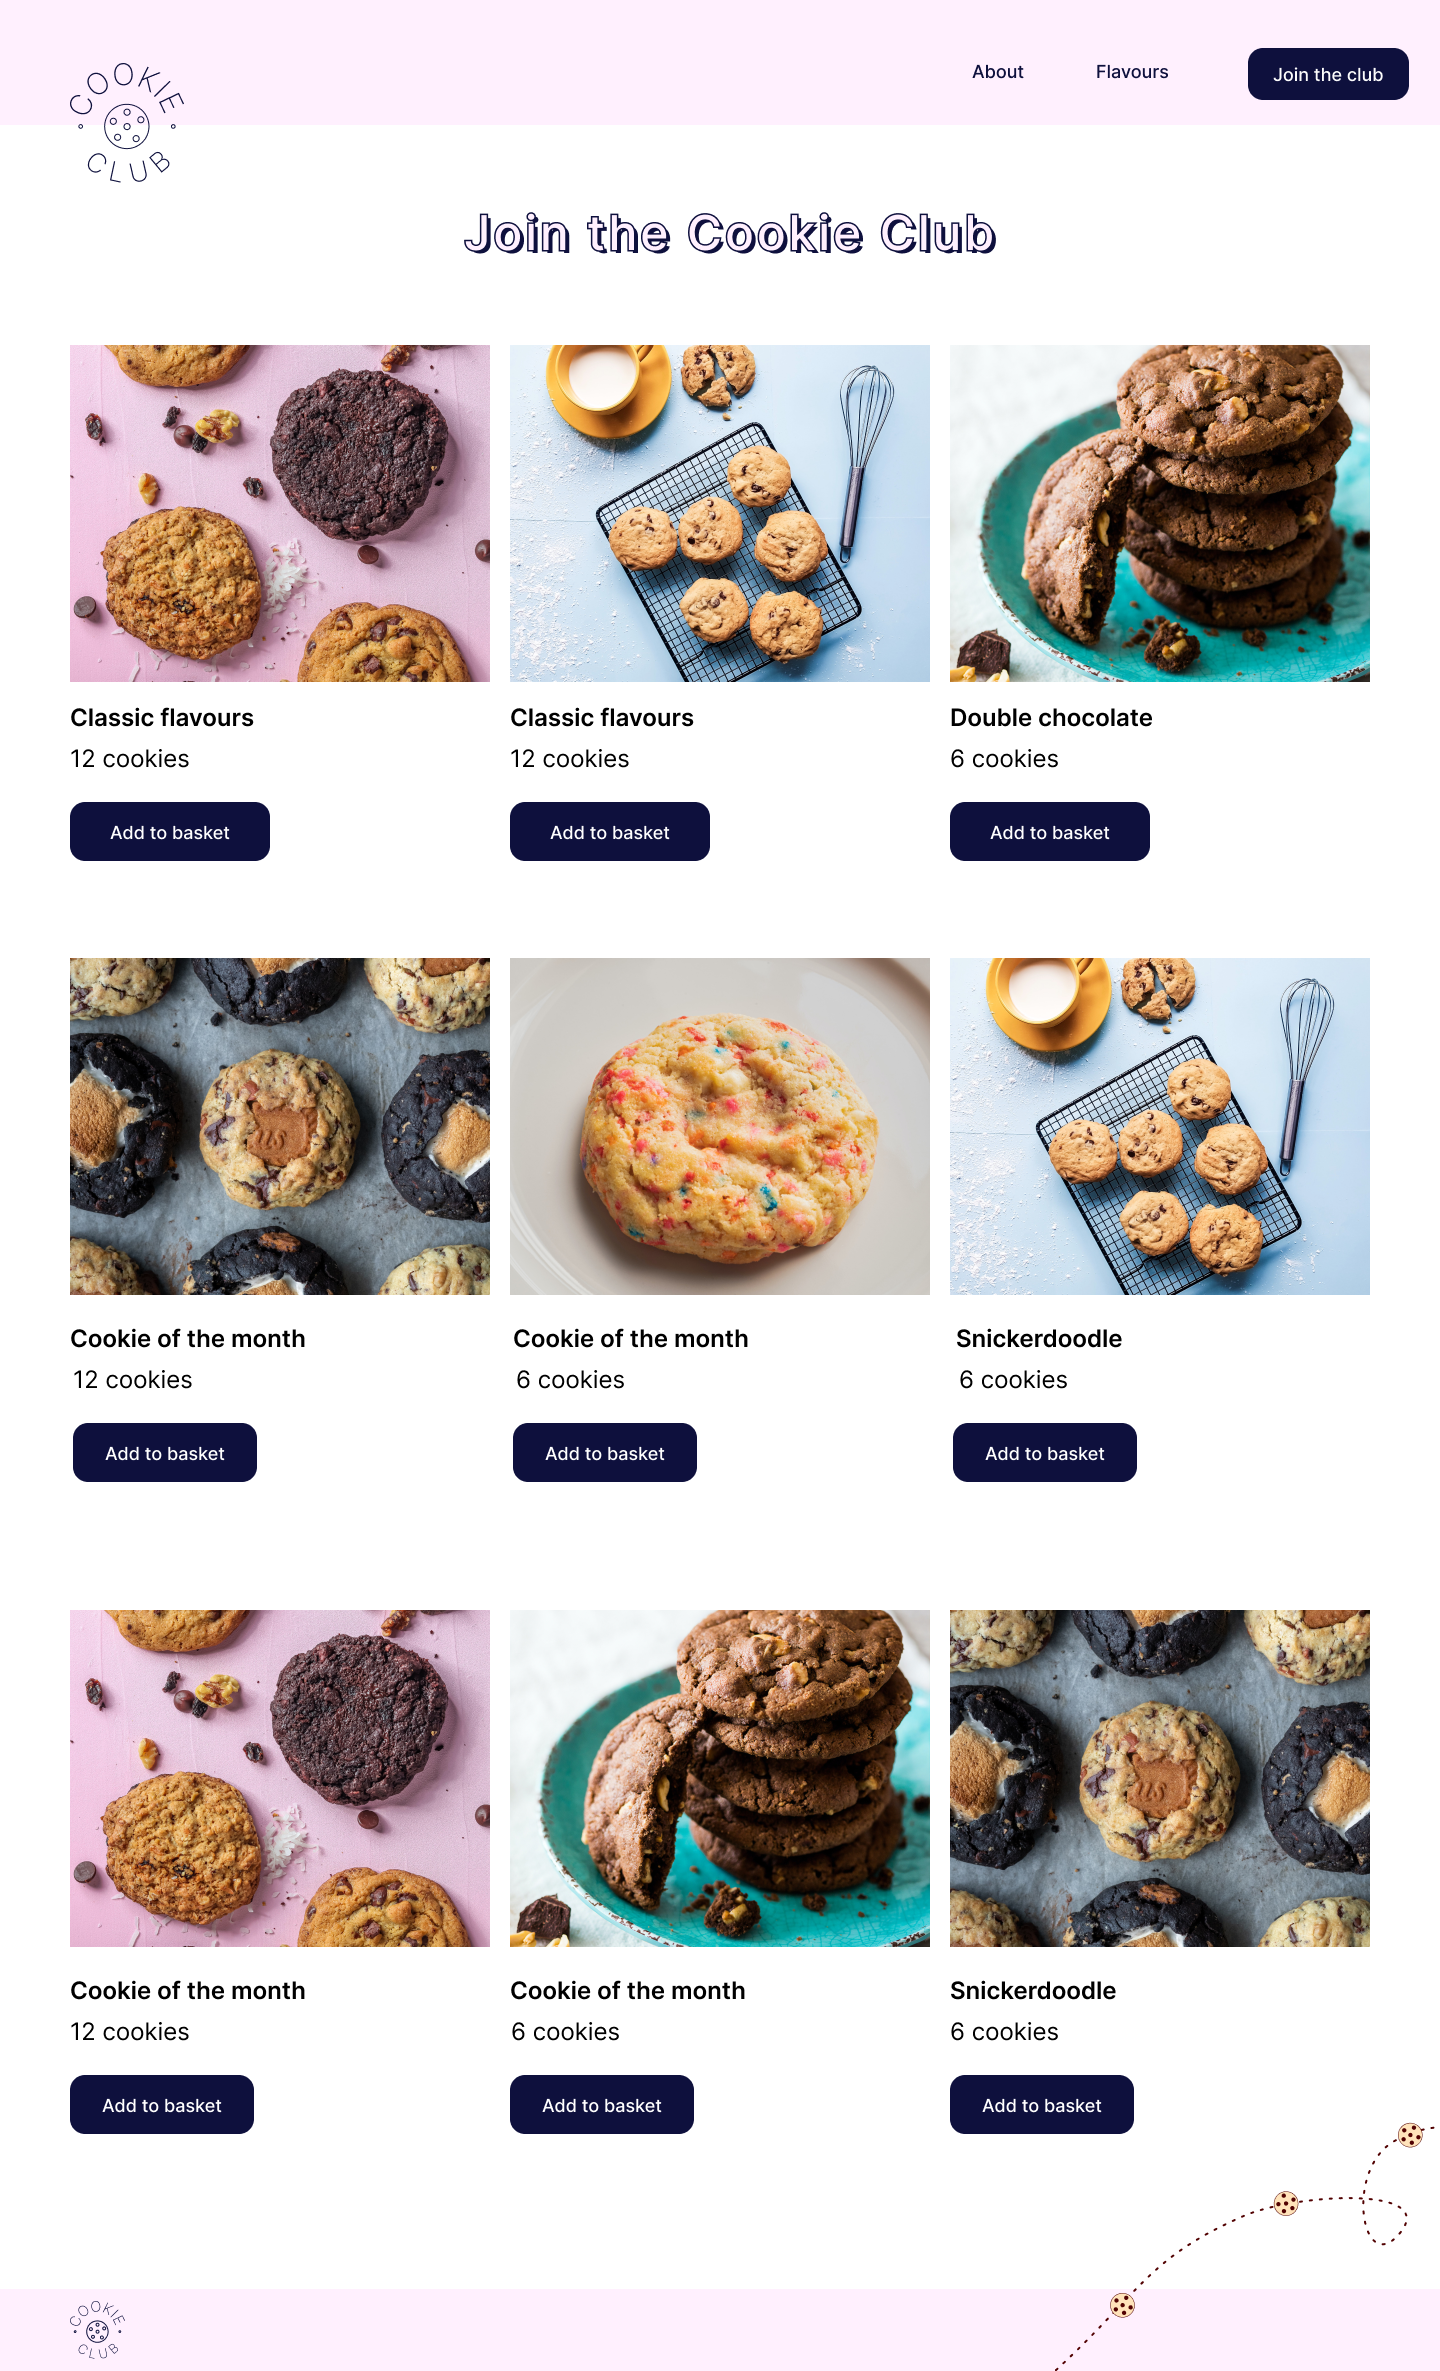 COOKIE
CLUB
About
Flavours
Join the club
Join the Cookie Club
Classic flavours
12 cookies
Add to basket
Classic flavours
12 cookies
Add to basket
Double chocolate
6 cookies
Add to basket
Cookie of the month
12 cookies
Add to basket
Cookie of the month
6 cookies
Add to basket
Snickerdoodle
6 cookies
Add to basket
Cookie of the month
12 cookies
Add to basket
Cookie of the month
6 cookies
Add to basket
Snickerdoodle
6 cookies
Add to basket
COOKIE
CLUB